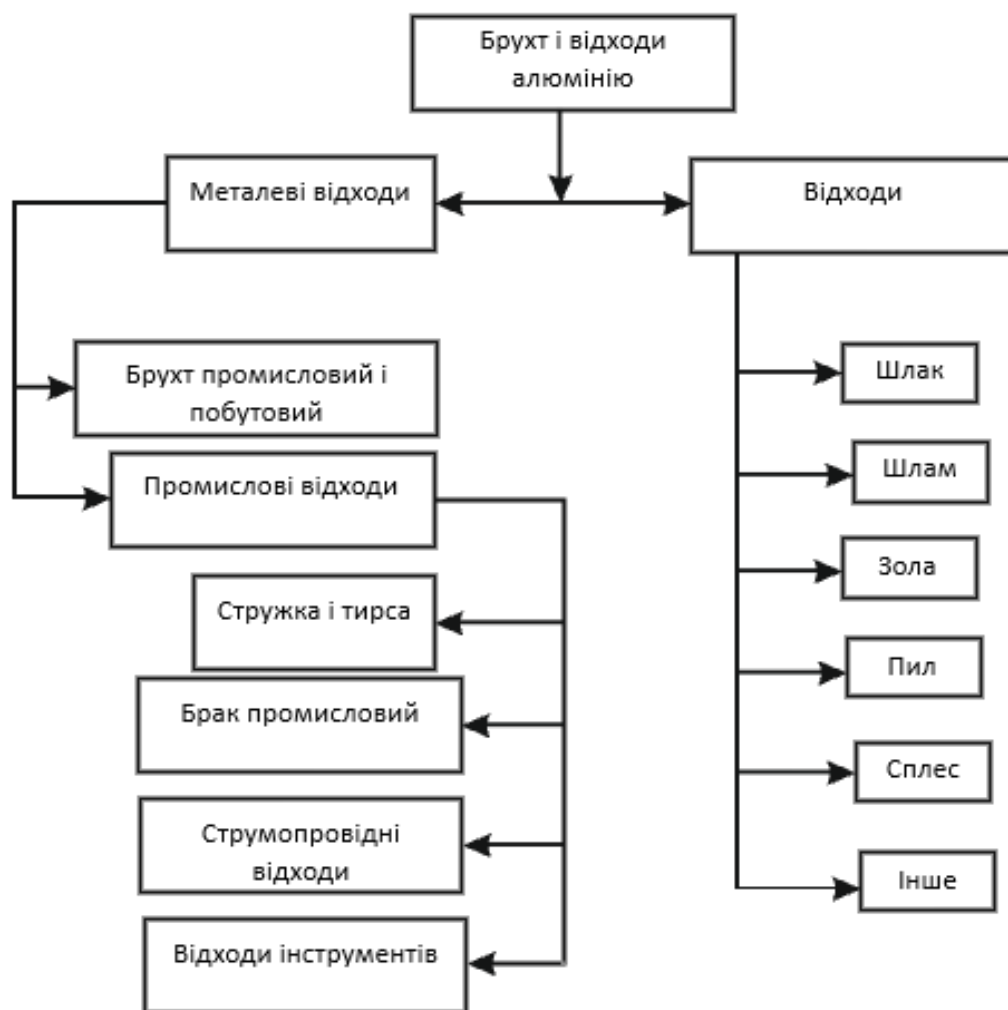 Брухт і відходи
алюмінію
Металеві відходи
Відходи
Брухт промисловий і
побутовий
Промислові відходи
Стружка і тирса
Брак промисловий
Струмопровідні
відходи
Відходи інструментів
Шлак
Шлам
Зола
Пил
Сплес
Інше